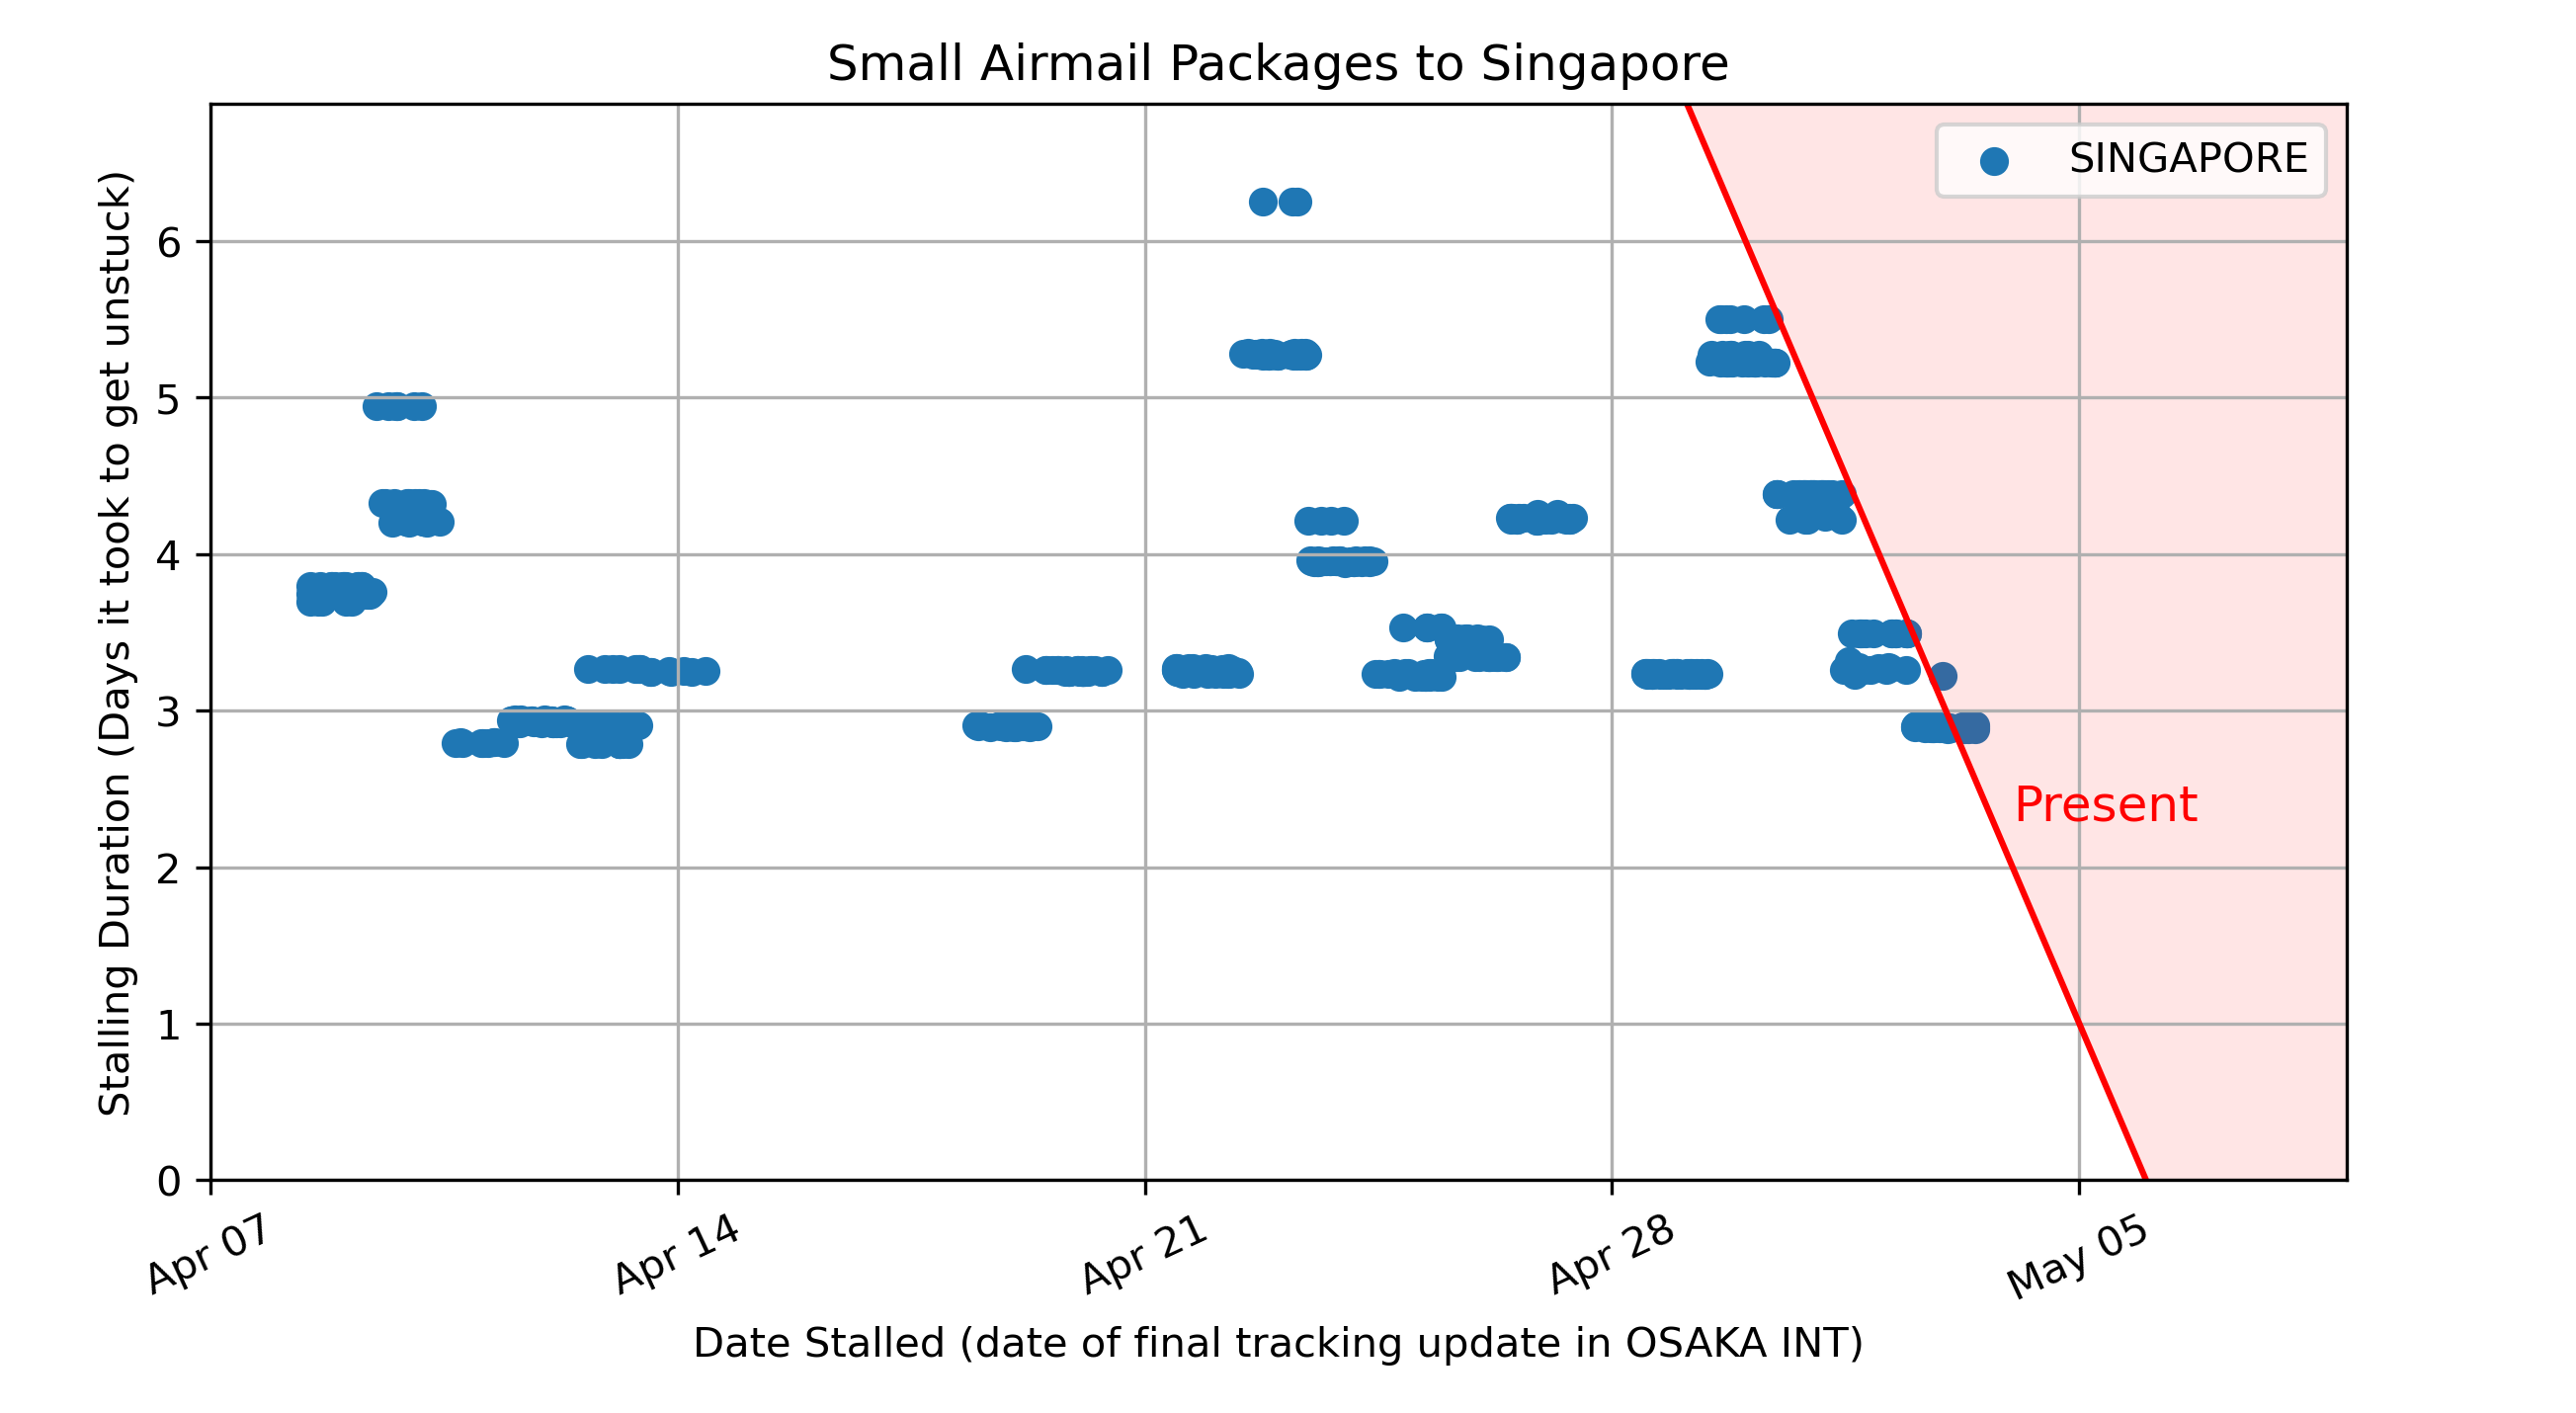 Small Airmail Packages to Singapore
SINGAPORE
Stalling Duration (Days it took to get unstuck)
6
5
4
3
2
1
0
Present
Apr 07
Apr 14
Apr 21
Apr 28
May 05
Date Stalled (date of final tracking update in OSAKA INT)